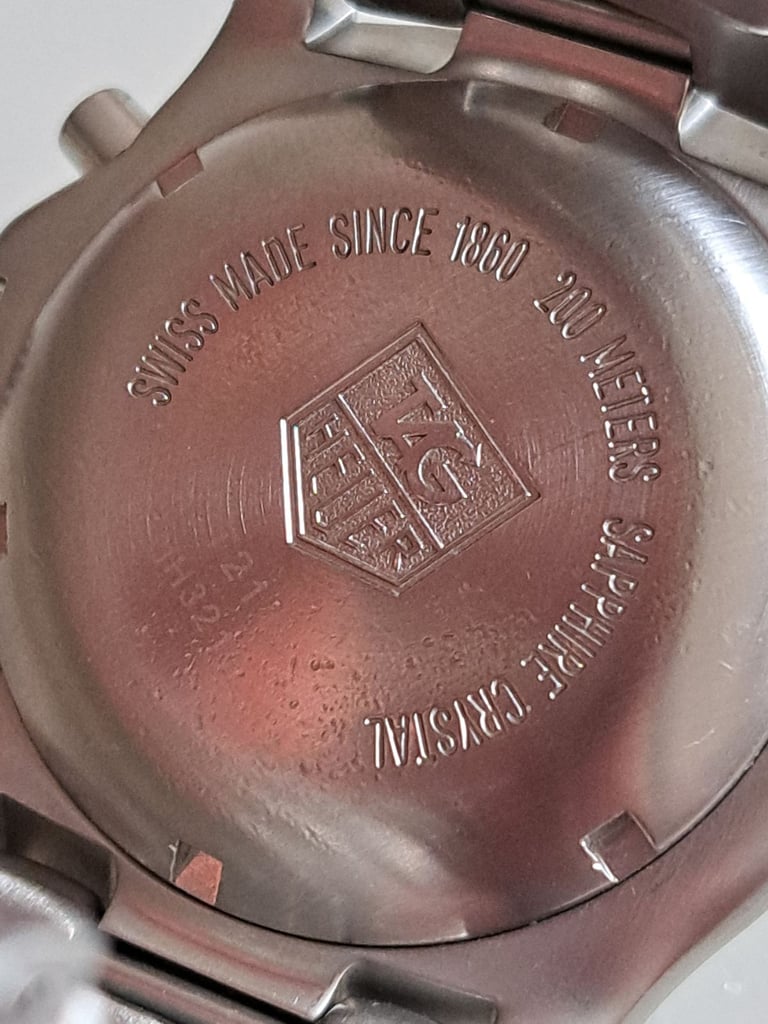 SWISS MADE SINCE 1860 200 METERS SAPPHIRE CRYSTAL
TAG
HEUER